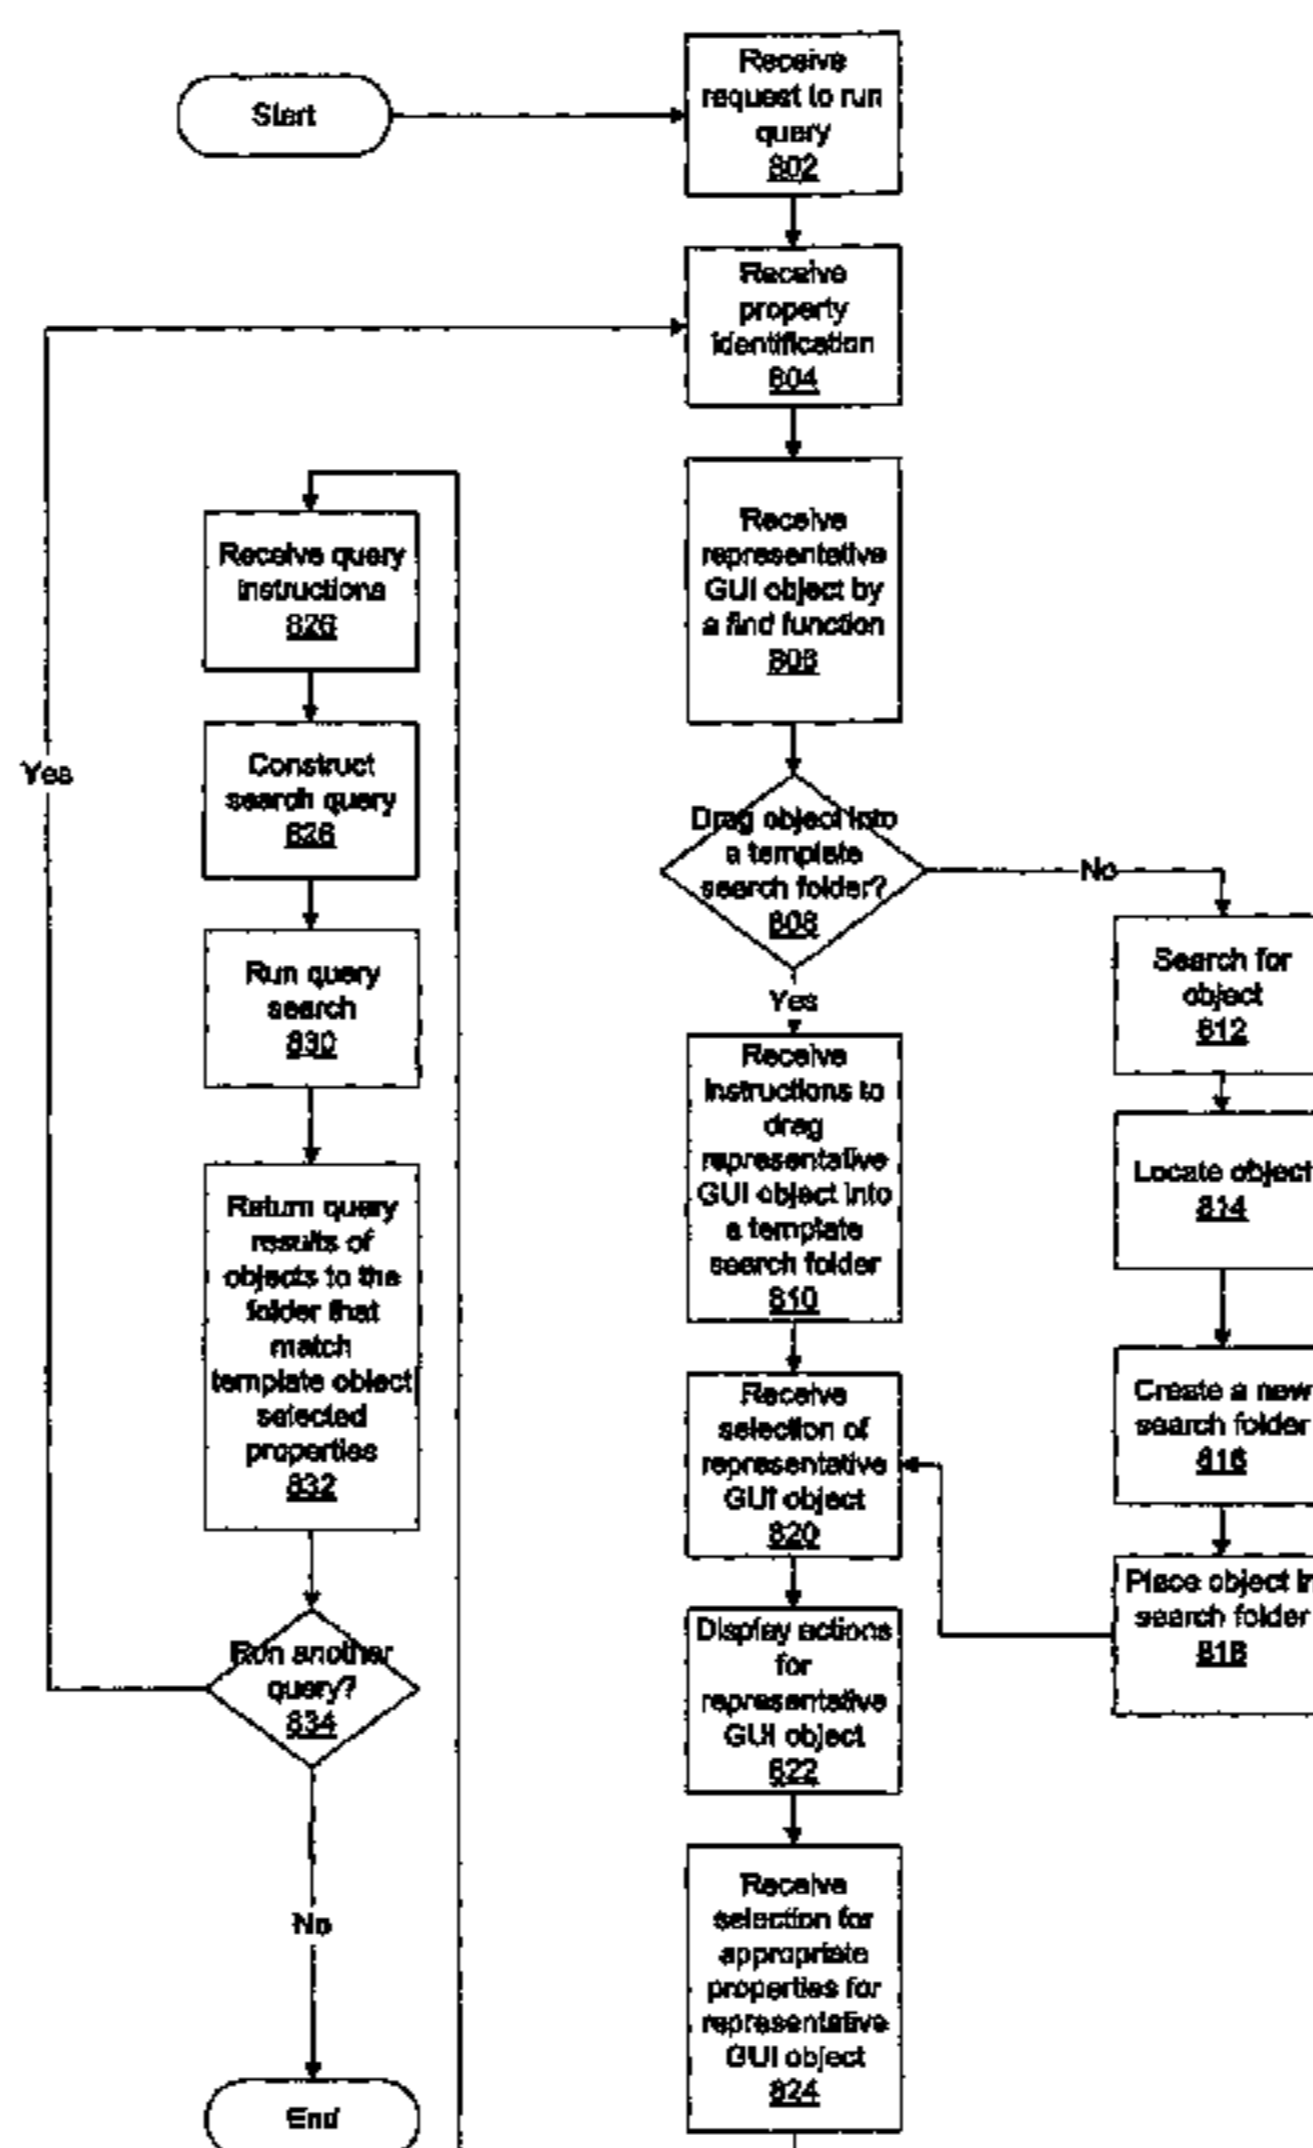 Start
Receive
request to run
query
802
Receive
property
identification
804
Receive
representative
GUI object by
a find function
806
Drag object into
a template
search folder?
808
Yes
No
Receive
instructions to
drag
representative
GUI object into
a template
search folder
810
Search for
object
812
Locate object
814
Create a new
search folder
816
Place object in
search folder
818
Receive
selection of
representative
GUI object
820
Display actions
for
representative
GUI object
822
Receive
selection for
appropriate
properties for
representative
GUI object
824
Receive query
instructions
826
Construct
search query
828
Run query
search
830
Return query
results of
objects to the
folder that
match
template object
selected
properties
832
Run another
query?
834
Yes
No
End